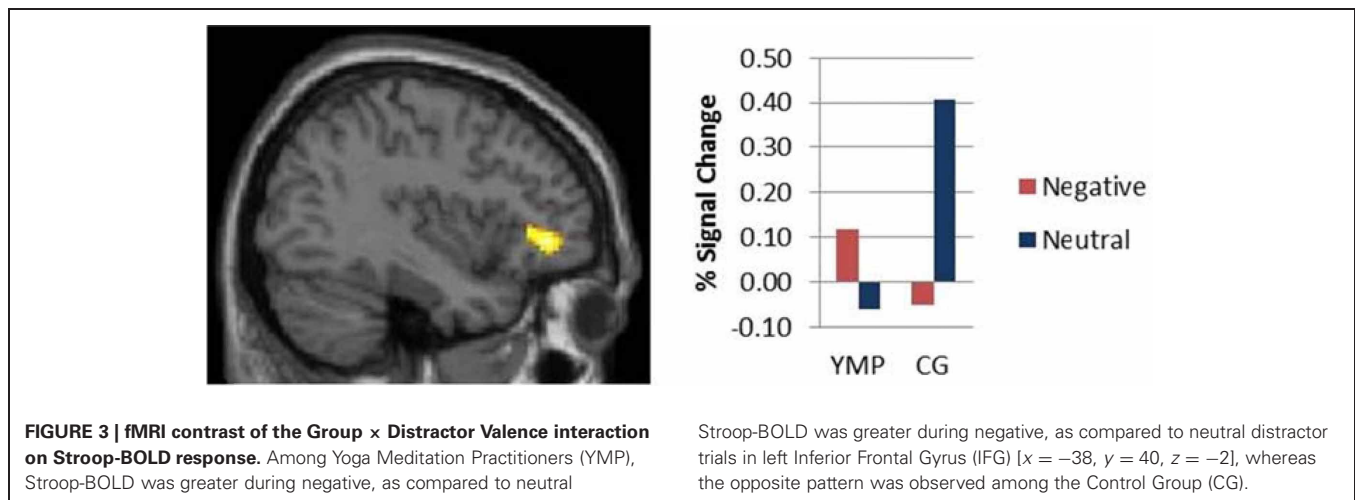 0.50
0.40
0.30
0.20
0.10
0.00
-0.10
% Signal Change
YMP CG
Negative
Neutral
FIGURE 3 | fMRI contrast of the Group × Distractor Valence interaction
on Stroop-BOLD response. Among Yoga Meditation Practitioners (YMP),
Stroop-BOLD was greater during negative, as compared to neutral
Stroop-BOLD was greater during negative, as compared to neutral distractor
trials in left Inferior Frontal Gyrus (IFG) [x = −38, y = 40, z = −2], whereas
the opposite pattern was observed among the Control Group (CG).